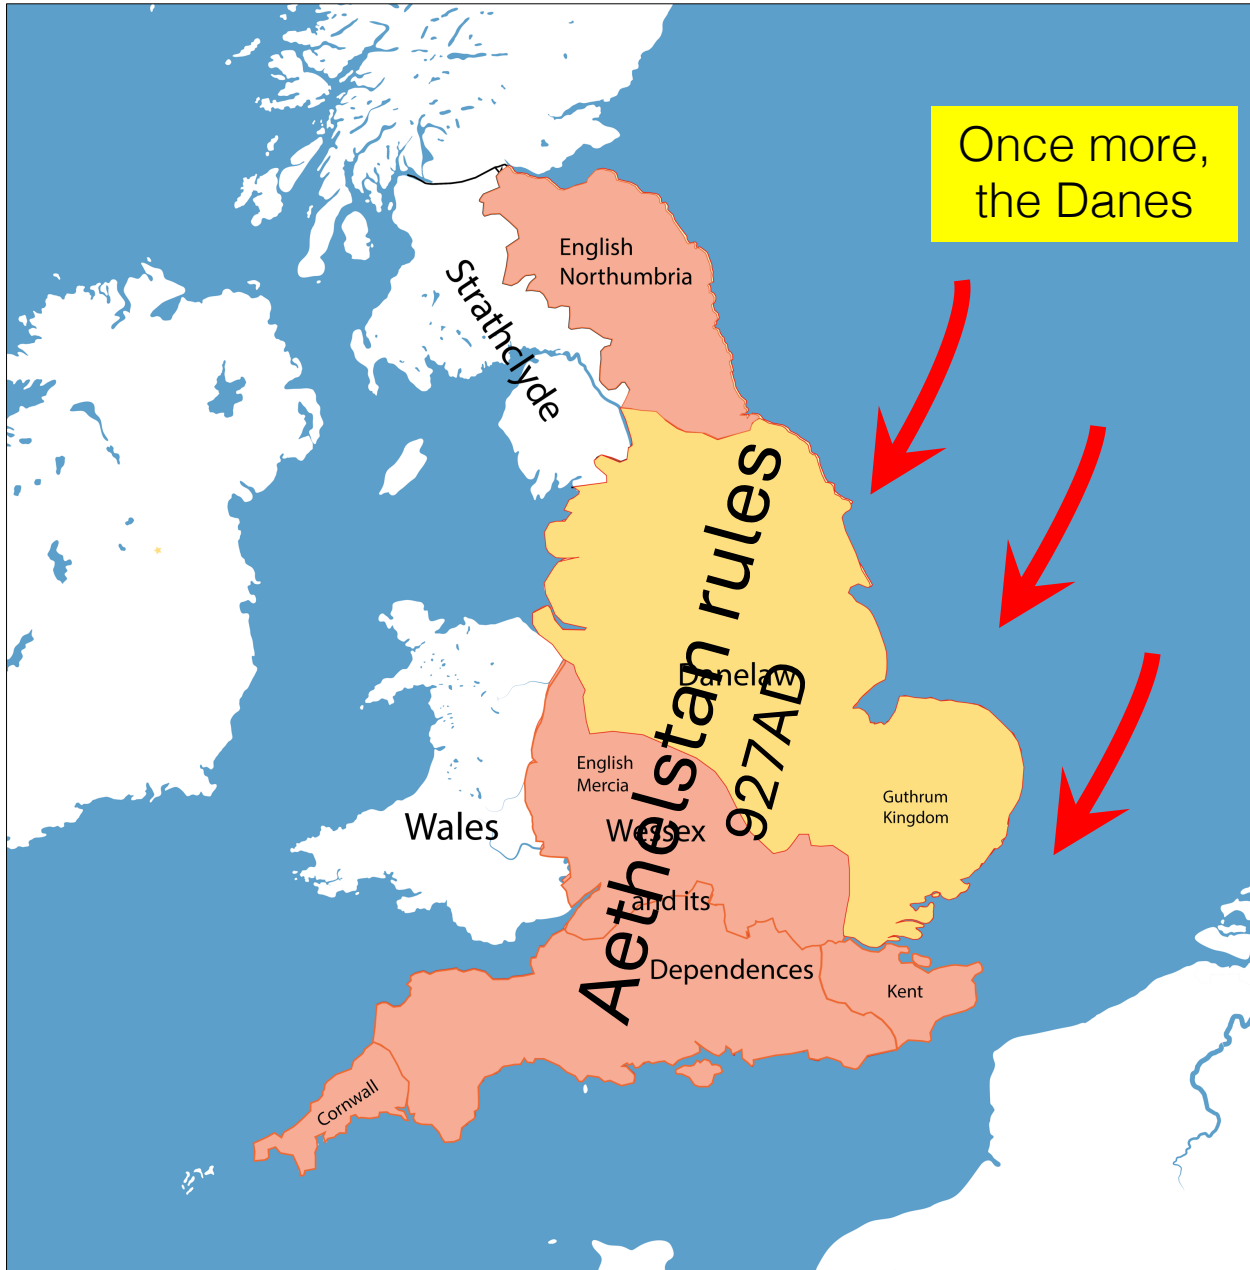 Once more,
the Danes
English
Northumbria
Strathclyde
Aethelstan rules
927AD
Danelaw
English
Mercia
Guthrum
Kingdom
Wales
Wessex
and its
Dependences
Kent
Cornwall